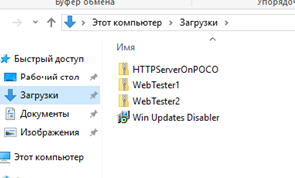 Буфер обмена
Упорядоч
Этот компьютер > Загрузки
Имя
Быстрый доступ
Рабочий стол
Загрузки
Документы
Изображения
Этот компьютер
HTTPServerOnPOCO
WebTester1
WebTester2
Win Updates Disabler